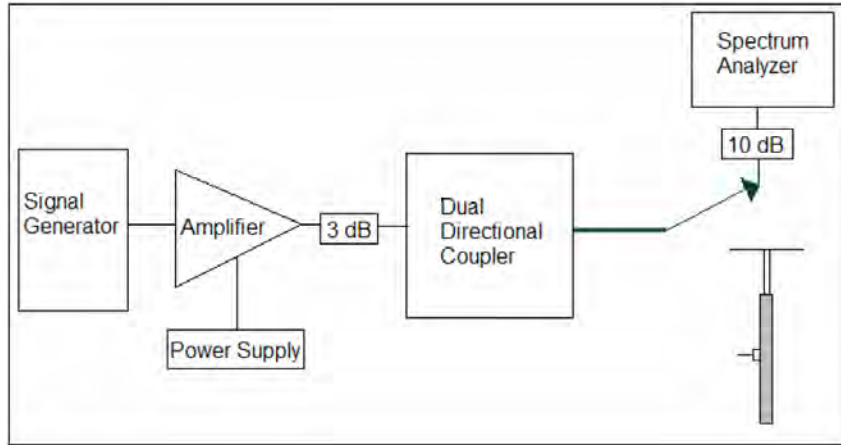 Spectrum
Analyzer
10 dB
Signal
Generator
Amplifier
3 dB
Dual
Directional
Coupler
Power Supply